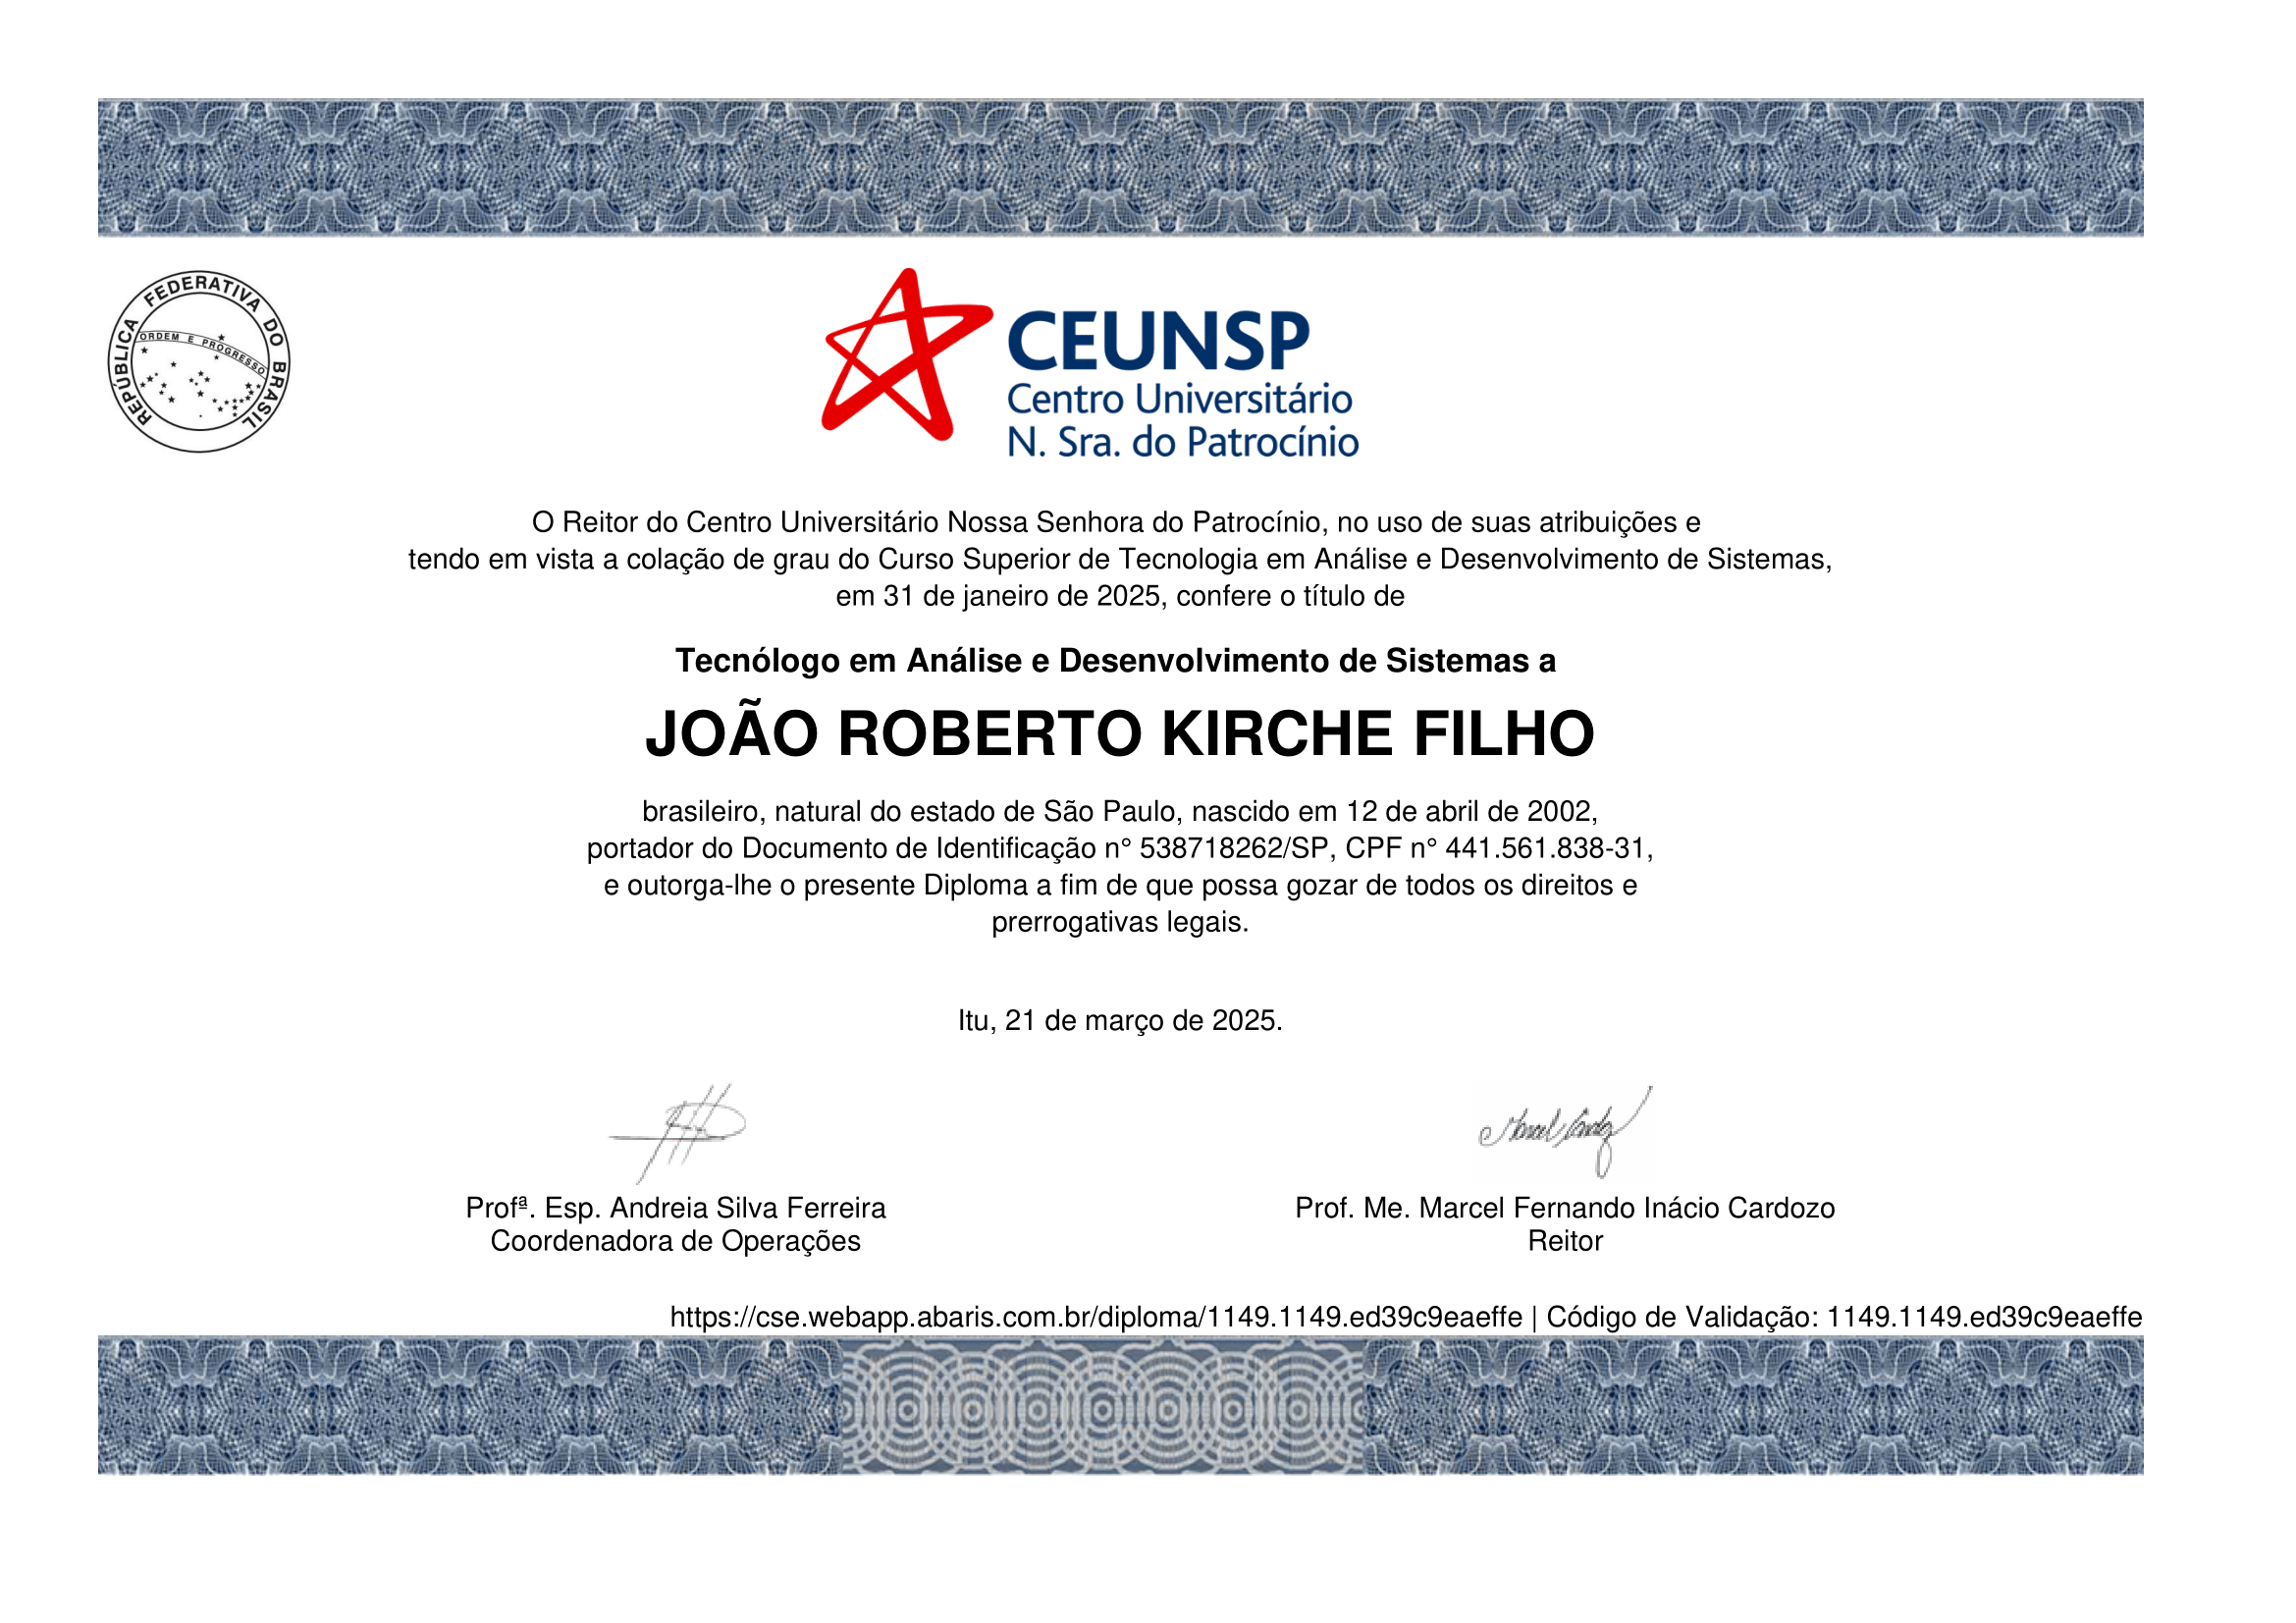 REPÚBLICA FEDERATIVA DO BRASIL
ORDEM E PROGRESSO
CEUNSP
Centro Universitário
N. Sra. do Patrocínio
O Reitor do Centro Universitário Nossa Senhora do Patrocínio, no uso de suas atribuições e
tendo em vista a colação de grau do Curso Superior de Tecnologia em Análise e Desenvolvimento de Sistemas,
em 31 de janeiro de 2025, confere o título de
Tecnólogo em Análise e Desenvolvimento de Sistemas a
JOÃO ROBERTO KIRCHE FILHO
brasileiro, natural do estado de São Paulo, nascido em 12 de abril de 2002,
portador do Documento de Identificação n° 538718262/SP, CPF n° 441.561.838-31,
e outorga-lhe o presente Diploma a fim de que possa gozar de todos os direitos e
prerrogativas legais.
Itu, 21 de março de 2025.
Marcel Cardozo
Profª. Esp. Andreia Silva Ferreira
Coordenadora de Operações
Prof. Me. Marcel Fernando Inácio Cardozo
Reitor
https://cse.webapp.abaris.com.br/diploma/1149.1149.ed39c9eaeffe | Código de Validação: 1149.1149.ed39c9eaeffe